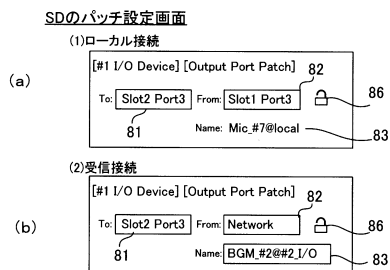 SDのパッチ設定画面
(1)ローカル接続
(a)
[#1 I/O Device] [Output Port Patch]
82
To: Slot2 Port3 From: Slot1 Port3
86
81
Name: Mic_#7@local
83
(2)受信接続
(b)
[#1 I/O Device] [Output Port Patch]
82
To: Slot2 Port3 From: Network
86
81
Name: BGM_#2@#2_I/O
83